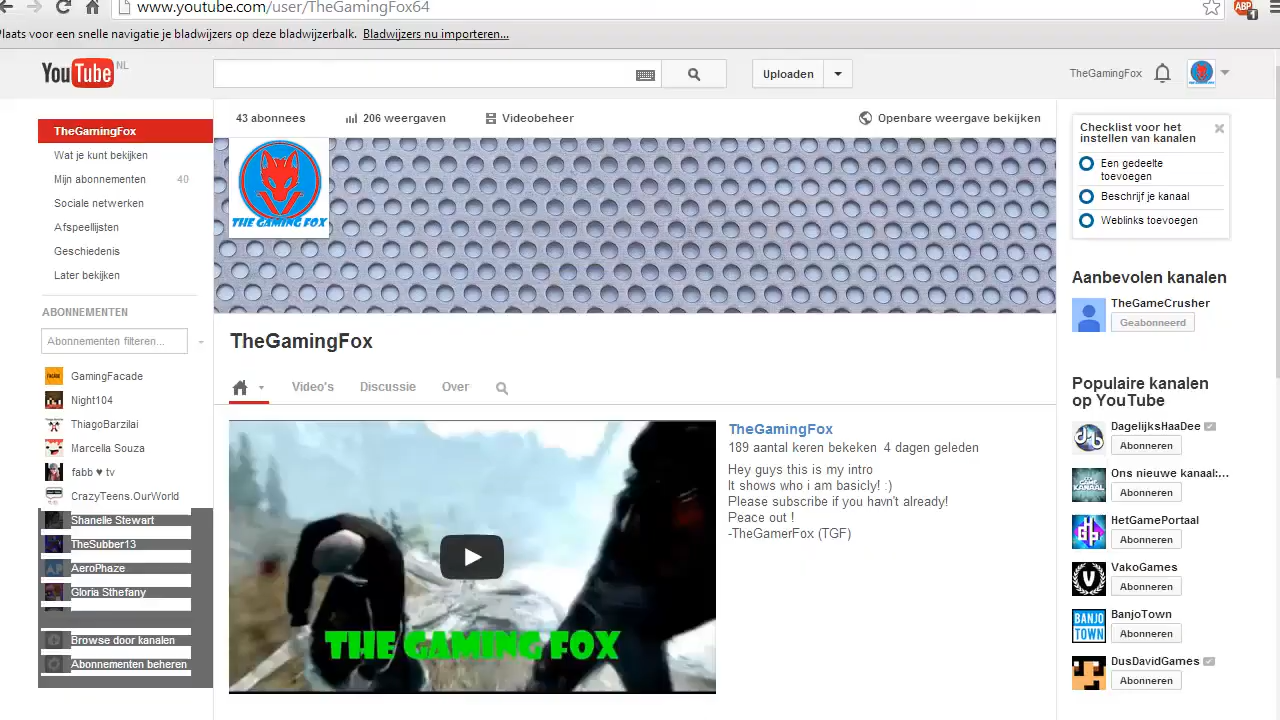 www.youtube.com/user/TheGamingFox64
ABP
1
Plaats voor een snelle navigatie je bladwijzers op deze bladwijzerbalk. Bladwijzers nu importeren...
YouTube NL
Uploaden
TheGamingFox
43 abonnees
206 weergaven
Videobeheer
Openbare weergave bekijken
TheGamingFox
Wat je kunt bekijken
Mijn abonnementen 40
Sociale netwerken
Afspeellijsten
Geschiedenis
Later bekijken
ABONNEMENTEN
Abonnementen filteren...
GamingFacade
Night104
ThiagoBarzilai
Marcella Souza
fabb ♥ tv
CrazyTeens.OurWorld
Shanelle Stewart
TheSubber13
AP
AeroPhaze
Gloria Sthefany
Browse door kanalen
Abonnementen beheren
THE GAMING FOX
TheGamingFox
Video's
Discussie
Over
THE GAMING FOX
TheGamingFox
189 aantal keren bekeken 4 dagen geleden
Hey guys this is my intro
It shows who i am basicly! :)
Please subscribe if you havn't already!
Peace out !
-TheGamerFox (TGF)
Checklist voor het
instellen van kanalen
Een gedeelte
toevoegen
Beschrijf je kanaal
Weblinks toevoegen
Aanbevolen kanalen
TheGameCrusher
Geabonneerd
Populaire kanalen
op YouTube
DagelijksHaaDee
Abonneren
Ons nieuwe kanaal:...
Abonneren
HetGamePortaal
Abonneren
VakoGames
Abonneren
BANJO
TOWN
BanjoTown
Abonneren
DusDavidGames
Abonneren